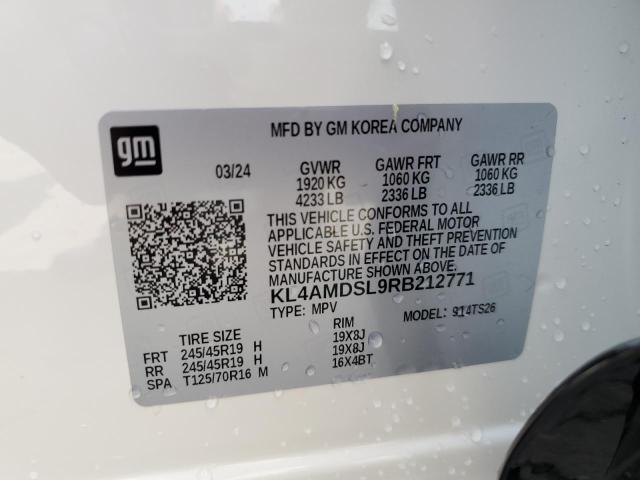 gm
MFD BY GM KOREA COMPANY
03/24 GVWR GAWR FRT GAWR RR
1920 KG 1060 KG 1060 KG
4233 LB 2336 LB 2336 LB
THIS VEHICLE CONFORMS TO ALL
APPLICABLE U.S. FEDERAL MOTOR
VEHICLE SAFETY AND THEFT PREVENTION
STANDARDS IN EFFECT ON THE DATE OF
MANUFACTURE SHOWN ABOVE.
KL4AMDSL9RB212771
TYPE: MPV MODEL: 914TS26
TIRE SIZE RIM
FRT 245/45R19 H 19X8J
RR 245/45R19 H 19X8J
SPA T125/70R16 M 16X4BT